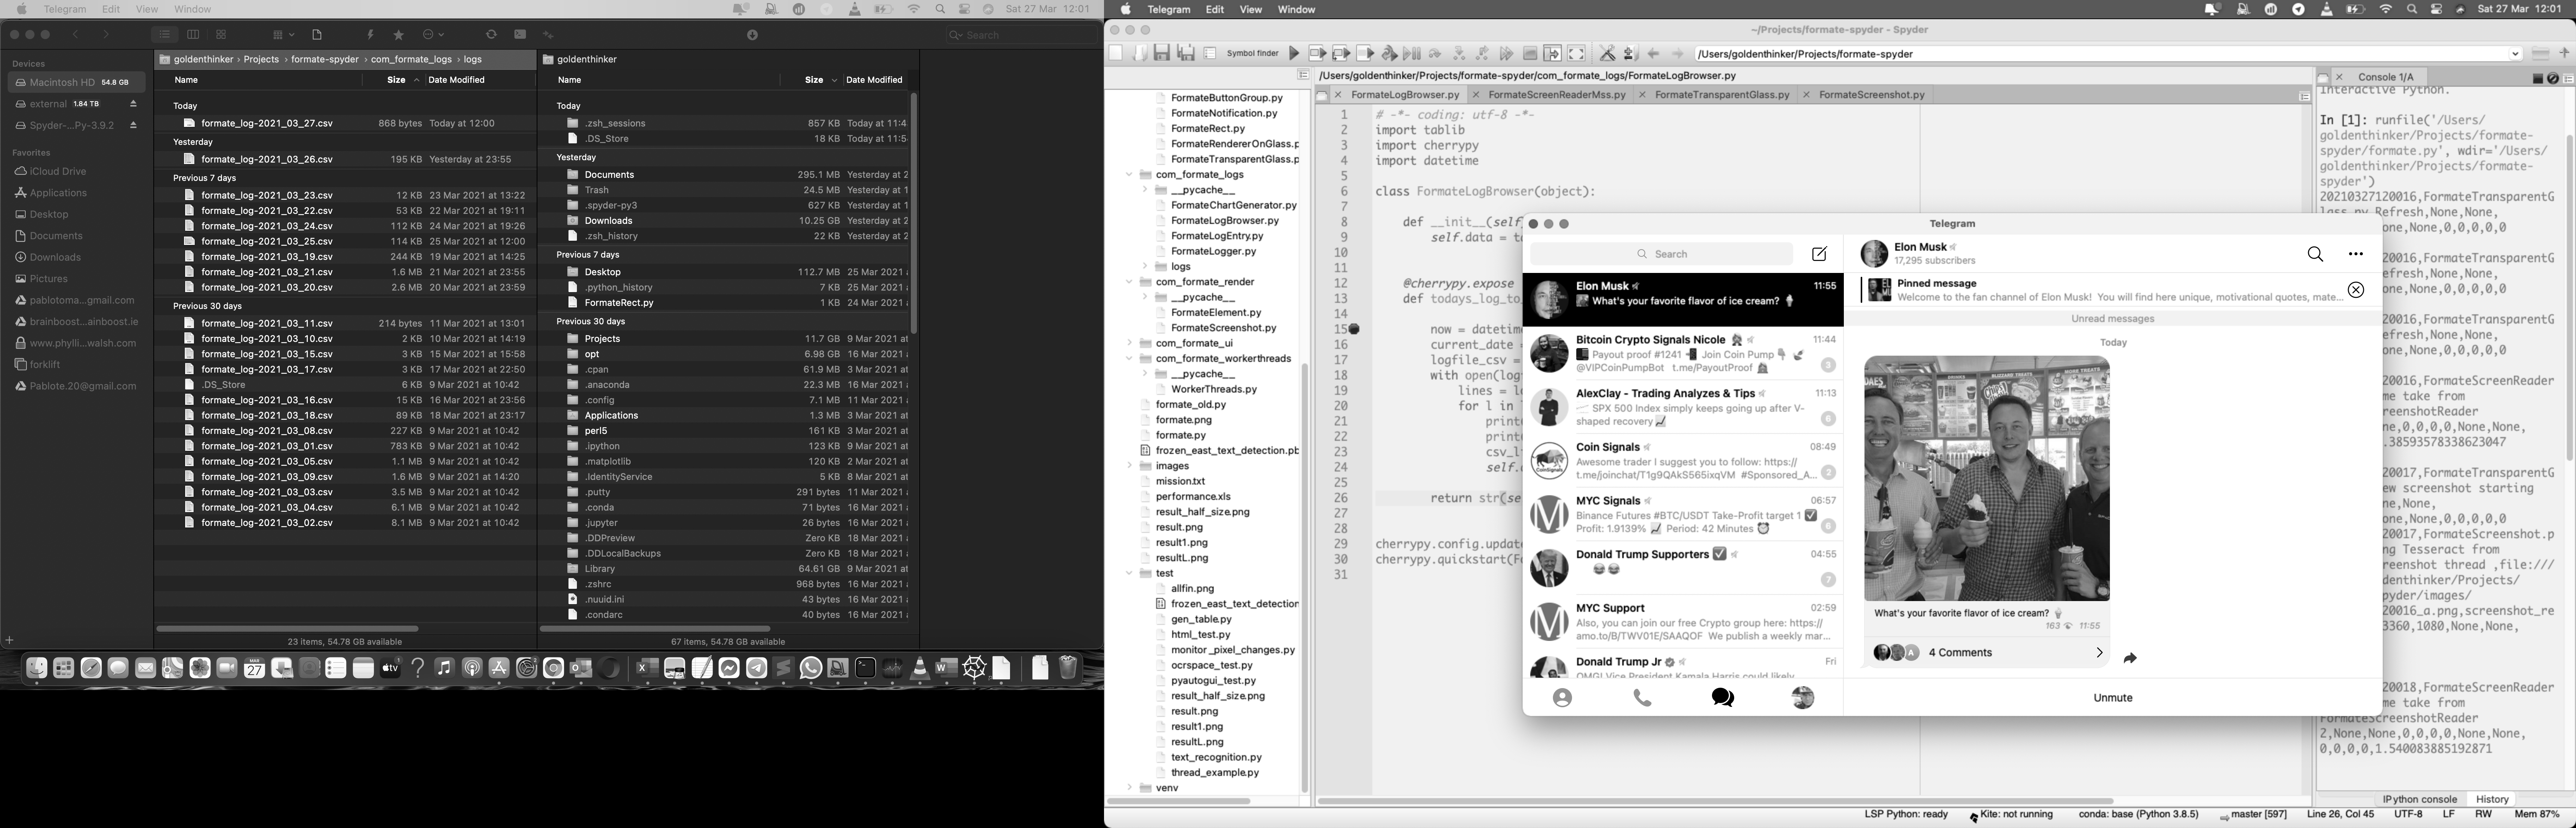 Telegram Edit View Window Sat 27 Mar 12:01
Search
goldenthinker › Projects › formate-spyder › com_formate_logs › logs
Devices
Macintosh HD 54.8 GB
external 1.84 TB
Spyder-...Py-3.9.2
Favorites
iCloud Drive
Applications
Desktop
Documents
Downloads
Pictures
pablotoma...gmail.com
brainboost...ainboost.ie
www.phylli...walsh.com
forklift
Pablote.20@gmail.com
Name Size Date Modified
Today
formate_log-2021_03_27.csv 868 bytes Today at 12:00
Yesterday
formate_log-2021_03_26.csv 195 KB Yesterday at 23:55
Previous 7 days
formate_log-2021_03_23.csv 12 KB 23 Mar 2021 at 13:22
formate_log-2021_03_22.csv 53 KB 22 Mar 2021 at 19:11
formate_log-2021_03_24.csv 112 KB 24 Mar 2021 at 19:26
formate_log-2021_03_25.csv 114 KB 25 Mar 2021 at 12:00
formate_log-2021_03_19.csv 244 KB 19 Mar 2021 at 14:25
formate_log-2021_03_21.csv 1.6 MB 21 Mar 2021 at 23:55
formate_log-2021_03_20.csv 2.6 MB 20 Mar 2021 at 23:59
Previous 30 days
formate_log-2021_03_11.csv 214 bytes 11 Mar 2021 at 13:01
formate_log-2021_03_10.csv 2 KB 10 Mar 2021 at 14:19
formate_log-2021_03_15.csv 3 KB 15 Mar 2021 at 15:58
formate_log-2021_03_17.csv 3 KB 17 Mar 2021 at 22:50
.DS_Store 6 KB 9 Mar 2021 at 10:42
formate_log-2021_03_16.csv 15 KB 16 Mar 2021 at 23:56
formate_log-2021_03_18.csv 89 KB 18 Mar 2021 at 23:17
formate_log-2021_03_08.csv 227 KB 9 Mar 2021 at 10:42
formate_log-2021_03_01.csv 783 KB 9 Mar 2021 at 10:42
formate_log-2021_03_05.csv 1.1 MB 9 Mar 2021 at 10:42
formate_log-2021_03_09.csv 1.6 MB 9 Mar 2021 at 14:20
formate_log-2021_03_03.csv 3.5 MB 9 Mar 2021 at 10:42
formate_log-2021_03_04.csv 6.1 MB 9 Mar 2021 at 10:42
formate_log-2021_03_02.csv 8.1 MB 9 Mar 2021 at 10:42
23 items, 54.78 GB available
goldenthinker
Name Size Date Modified
Today
.zsh_sessions 857 KB Today at 11:4
.DS_Store 18 KB Today at 11:5
Yesterday
Documents 295.1 MB Yesterday at 2
Trash 24.5 MB Yesterday at 1
.spyder-py3 627 KB Yesterday at 1
Downloads 10.25 GB Yesterday at 2
.zsh_history 22 KB Yesterday at 2
Previous 7 days
Desktop 112.7 MB 25 Mar 2021
.python_history 7 KB 25 Mar 2021
FormateRect.py 1 KB 24 Mar 2021
Previous 30 days
Projects 11.7 GB 9 Mar 2021 at
opt 6.98 GB 16 Mar 2021
.cpan 61.9 MB 3 Mar 2021 at
.anaconda 22.3 MB 16 Mar 2021
.config 7.1 MB 11 Mar 2021
Applications 1.3 MB 3 Mar 2021 at
perl5 161 KB 3 Mar 2021 at
.ipython 123 KB 9 Mar 2021 at
.matplotlib 120 KB 2 Mar 2021 at
.IdentityService 5 KB 8 Mar 2021 at
.putty 291 bytes 11 Mar 2021
.conda 71 bytes 16 Mar 2021
.jupyter 26 bytes 16 Mar 2021
.DDPreview Zero KB 18 Mar 2021
.DDLocalBackups Zero KB 18 Mar 2021
Library 64.61 GB 9 Mar 2021 at
.zshrc 968 bytes 16 Mar 2021
.nuuid.ini 43 bytes 16 Mar 2021
.condarc 40 bytes 16 Mar 2021
67 items, 54.78 GB available
MAR
27
tv
Telegram Edit View Window Sat 27 Mar 12:01
~/Projects/formate-spyder - Spyder
Symbol finder /Users/goldenthinker/Projects/formate-spyder
FormateButtonGroup.py
FormateNotification.py
FormateRect.py
FormateRendererOnGlass.p
FormateTransparentGlass.p
com_formate_logs
__pycache__
FormateChartGenerator.py
FormateLogBrowser.py
FormateLogEntry.py
FormateLogger.py
logs
com_formate_render
__pycache__
FormateElement.py
FormateScreenshot.py
com_formate_ui
com_formate_workerthreads
__pycache__
WorkerThreads.py
formate_old.py
formate.png
formate.py
frozen_east_text_detection.pb
images
mission.txt
performance.xls
result_half_size.png
result.png
result1.png
resultL.png
test
allfin.png
frozen_east_text_detection
gen_table.py
html_test.py
monitor_pixel_changes.py
ocrspace_test.py
pyautogui_test.py
result_half_size.png
result.png
result1.png
resultL.png
text_recognition.py
thread_example.py
venv
/Users/goldenthinker/Projects/formate-spyder/com_formate_logs/FormateLogBrowser.py
FormateLogBrowser.py FormateScreenReaderMss.py FormateTransparentGlass.py FormateScreenshot.py
1 # -*- coding: utf-8 -*-
2 import tablib
3 import cherrypy
4 import datetime
5
6 class FormateLogBrowser(object):
7
8 def __init__(self
9 self.data = ta
10
11
12 @cherrypy.expose
13 def todays_log_to
14
15 now = datetim
16 current_date =
17 logfile_csv =
18 with open(log
19 lines = l
20 for l in
21 print
22 print
23 csv_l
24 self.
25
26 return str(se
27
28
29 cherrypy.config.update
30 cherrypy.quickstart(F
31
Telegram
Search
Elon Musk 11:55
What's your favorite flavor of ice cream? 🍦
Bitcoin Crypto Signals Nicole 11:44
Payout proof #1241 Join Coin Pump
@VIPCoinPumpBot t.me/PayoutProof
3
AlexClay - Trading Analyzes & Tips 11:13
SPX 500 Index simply keeps going up after V-
shaped recovery
6
Coin Signals 08:49
Awesome trader I suggest you to follow: https://
t.me/joinchat/T1g9QAkS565ixqVM #Sponsored_A...
2
MYC Signals 06:57
Binance Futures #BTC/USDT Take-Profit target 1 ✅
Profit: 1.9139% 📈 Period: 42 Minutes ⏰
6
Donald Trump Supporters ☑ 04:55
😂😂
7
MYC Support 02:59
Also, you can join our free Crypto group here: https://
amo.to/B/TWV01E/SAAQOF We publish a weekly mar...
Donald Trump Jr Fri
OMG! Vice President Kamala Harris could likely
Elon Musk
17,295 subscribers
Pinned message
Welcome to the fan channel of Elon Musk! You will find here unique, motivational quotes, mate...
Unread messages
Today
What's your favorite flavor of ice cream? 🍦
163 11:55
4 Comments
Unmute
Console 1/A
Interactive Python.
In [1]: runfile('/Users/
goldenthinker/Projects/formate-
spyder/formate.py', wdir='/Users/
goldenthinker/Projects/formate-
spyder')
20210327120016,FormateTransparentG
lass.py,Refresh,None,None,
one,None,0,0,0,0,0
20016,FormateTransparentG
efresh,None,None,
one,None,0,0,0,0,0
20016,FormateTransparentG
efresh,None,None,
one,None,0,0,0,0,0
20016,FormateScreenReader
me take from
eenshotReader
ne,0,0,0,0,None,None,
.38593578338623047
20017,FormateTransparentG
ew screenshot starting
ne,None,
one,None,0,0,0,0,0
20017,FormateScreenshot.p
ng Tesseract from
eenshot thread ,file:///
denthinker/Projects/
pyder/images/
20016_a.png,screenshot_re
3360,1080,None,None,
20018,FormateScreenReader
me take from
FormateScreenshotReader
2,None,None,0,0,0,0,None,None,
0,0,0,0,1.540083885192871
IPython console History
LSP Python: ready Kite: not running conda: base (Python 3.8.5) master [597] Line 26, Col 45 UTF-8 LF RW Mem 87%